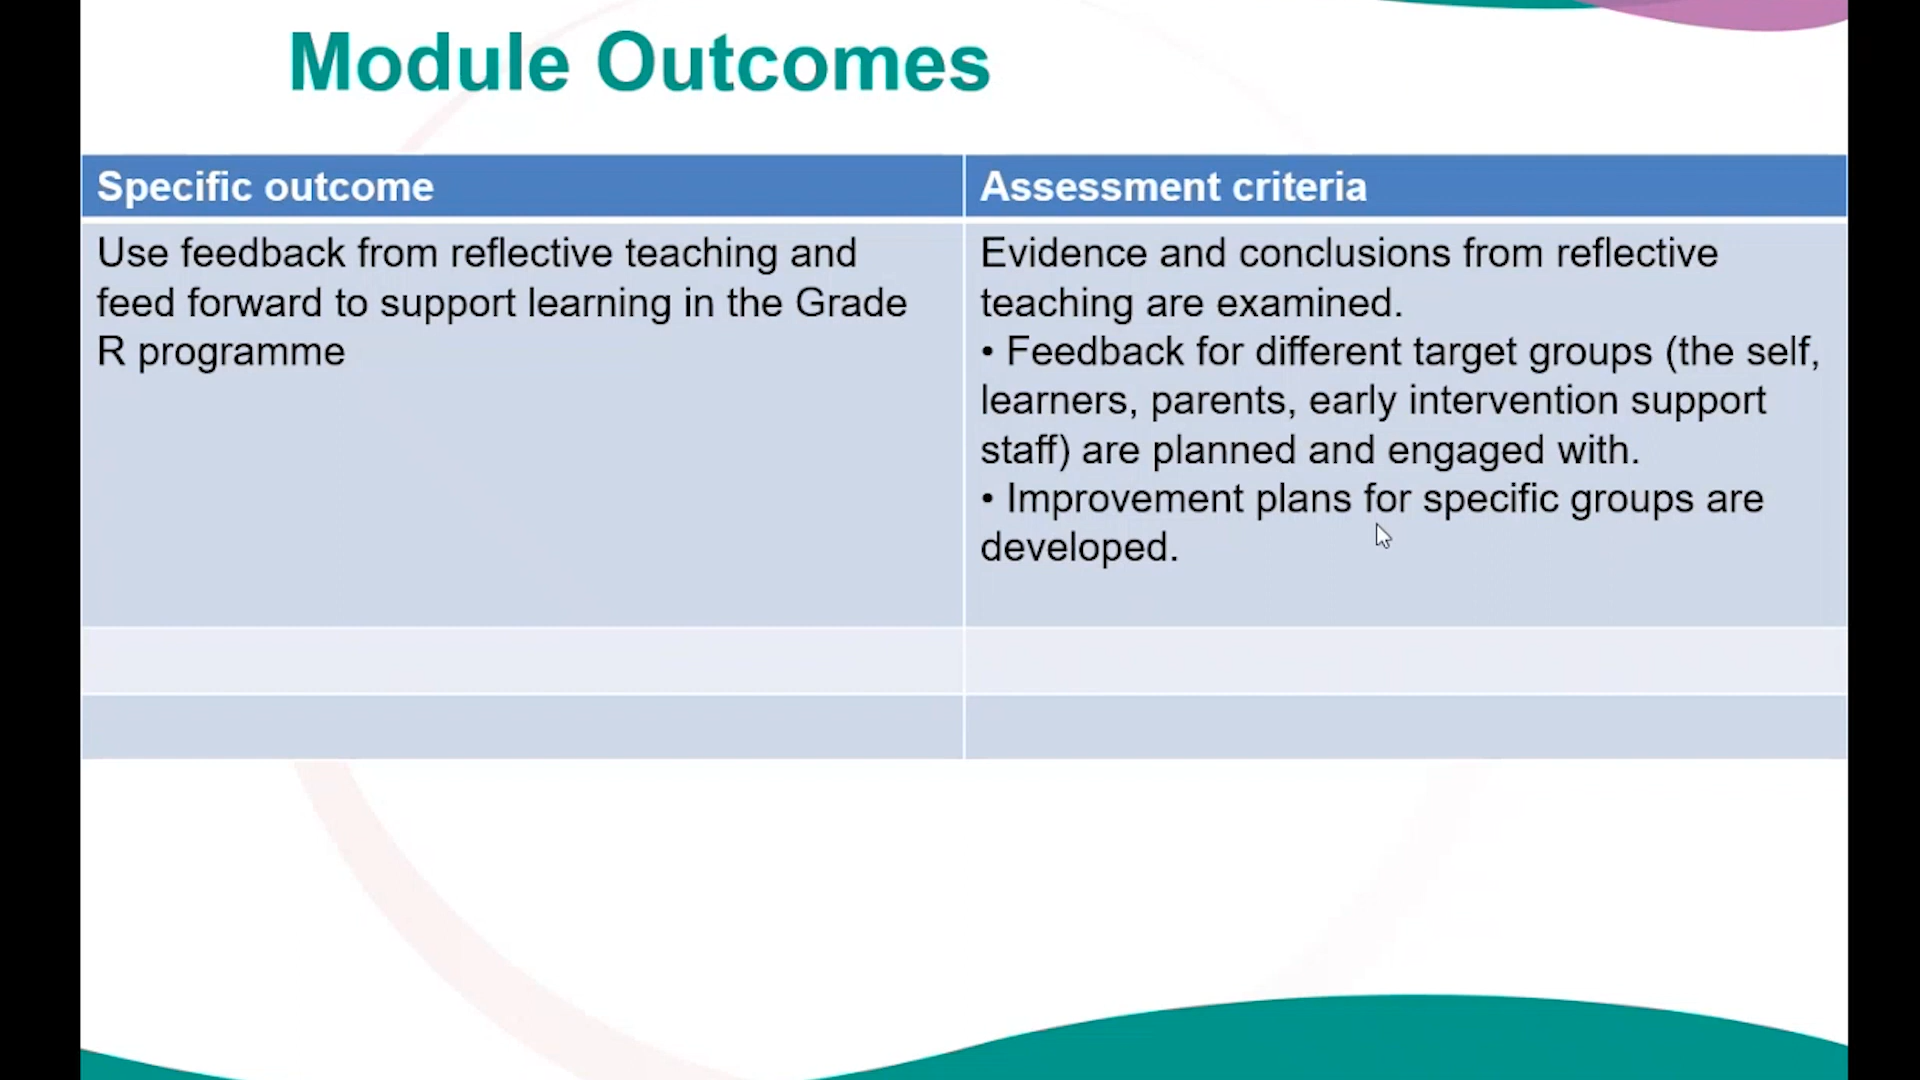 Module Outcomes
Specific outcome
Assessment criteria
Use feedback from reflective teaching and
feed forward to support learning in the Grade
R programme
Evidence and conclusions from reflective
teaching are examined.
• Feedback for different target groups (the self,
learners, parents, early intervention support
staff) are planned and engaged with.
• Improvement plans for specific groups are
developed.